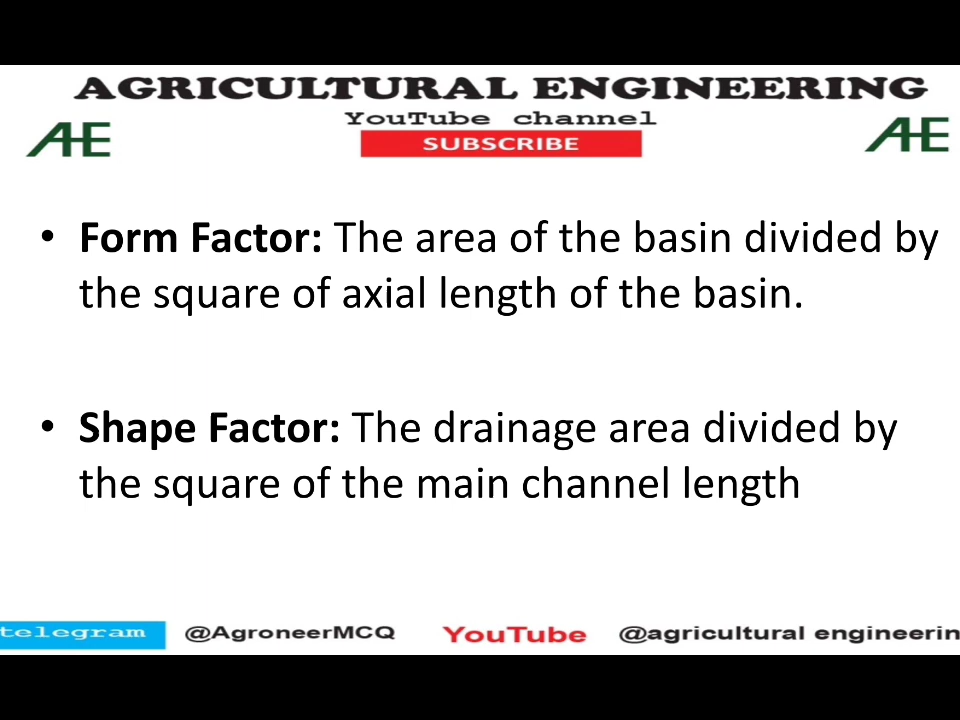 AGRICULTURAL ENGINEERING
YouTube channel
AE SUBSCRIBE AE
• Form Factor: The area of the basin divided by
the square of axial length of the basin.
• Shape Factor: The drainage area divided by
the square of the main channel length
telegram @AgroneerMCQ YouTube @agricultural engineerin